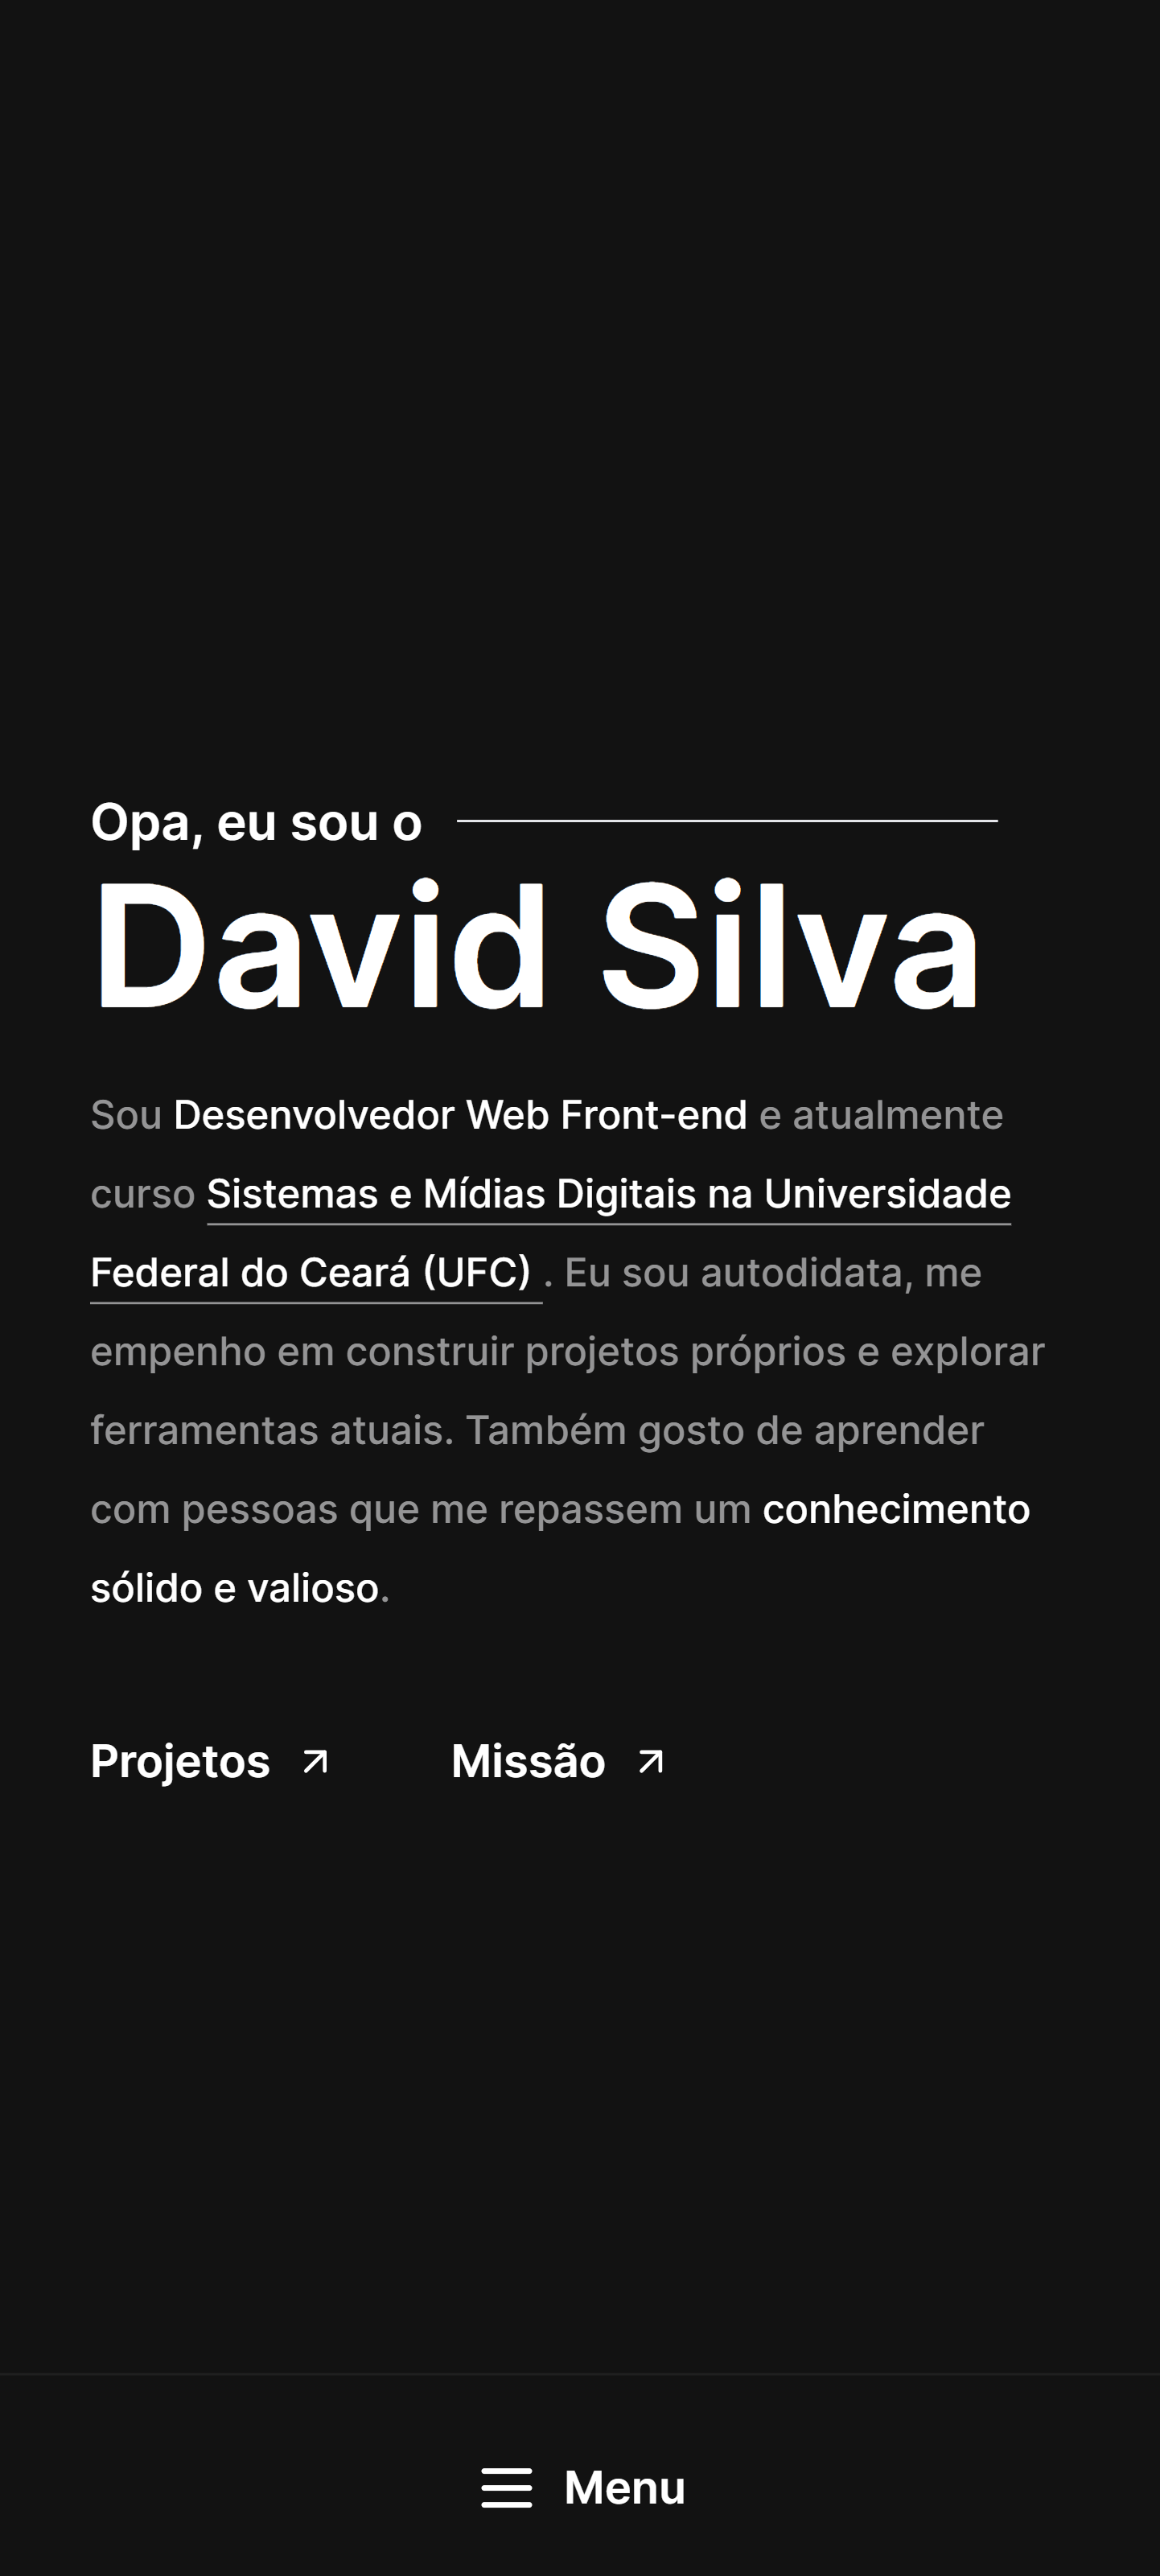 Opa, eu sou o
David Silva
Sou Desenvolvedor Web Front-end e atualmente
curso Sistemas e Mídias Digitais na Universidade
Federal do Ceará (UFC) . Eu sou autodidata, me
empenho em construir projetos próprios e explorar
ferramentas atuais. Também gosto de aprender
com pessoas que me repassem um conhecimento
sólido e valioso.
Projetos Missão
Menu